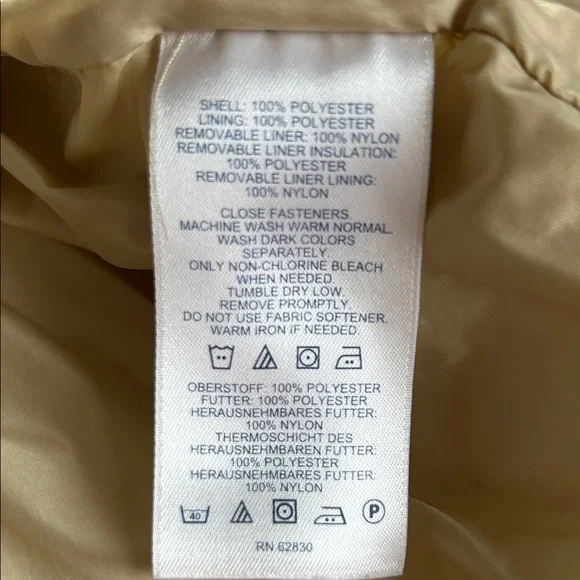 SHELL: 100% POLYESTER
LINING: 100% POLYESTER
REMOVABLE LINER: 100% NYLON
REMOVABLE LINER INSULATION:
100% POLYESTER
REMOVABLE LINER LINING:
100% NYLON
CLOSE FASTENERS.
MACHINE WASH WARM NORMAL.
WASH DARK COLORS
SEPARATELY.
ONLY NON-CHLORINE BLEACH
WHEN NEEDED.
TUMBLE DRY LOW.
REMOVE PROMPTLY.
DO NOT USE FABRIC SOFTENER.
WARM IRON IF NEEDED.
OBERSTOFF: 100% POLYESTER
FUTTER: 100% POLYESTER
HERAUSNEHMBARES FUTTER:
100% NYLON
THERMOSCHICHT DES
HERAUSNEHMBAREN FUTTER:
100% POLYESTER
HERAUSNEHMBARES FUTTER:
100% NYLON
40 P
RN 62830